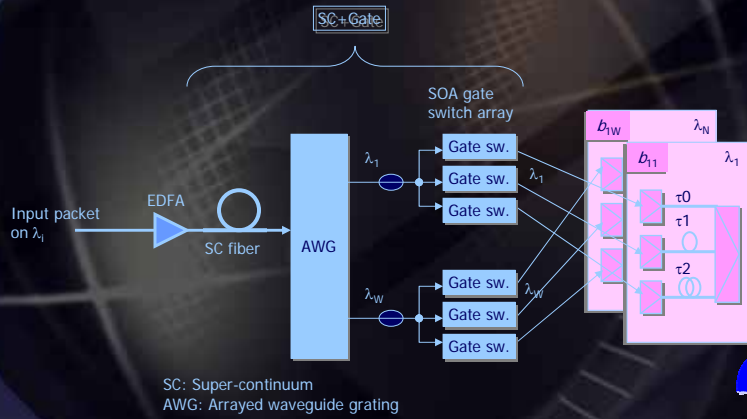 SC+Gate
SOA gate
switch array
b1W λN
b11 λ1
Gate sw.
Gate sw.
Gate sw.
λ1
λ1
EDFA
Input packet
on λi
SC fiber
AWG
τ0
τ1
τ2
λW
λW
Gate sw.
Gate sw.
Gate sw.
SC: Super-continuum
AWG: Arrayed waveguide grating